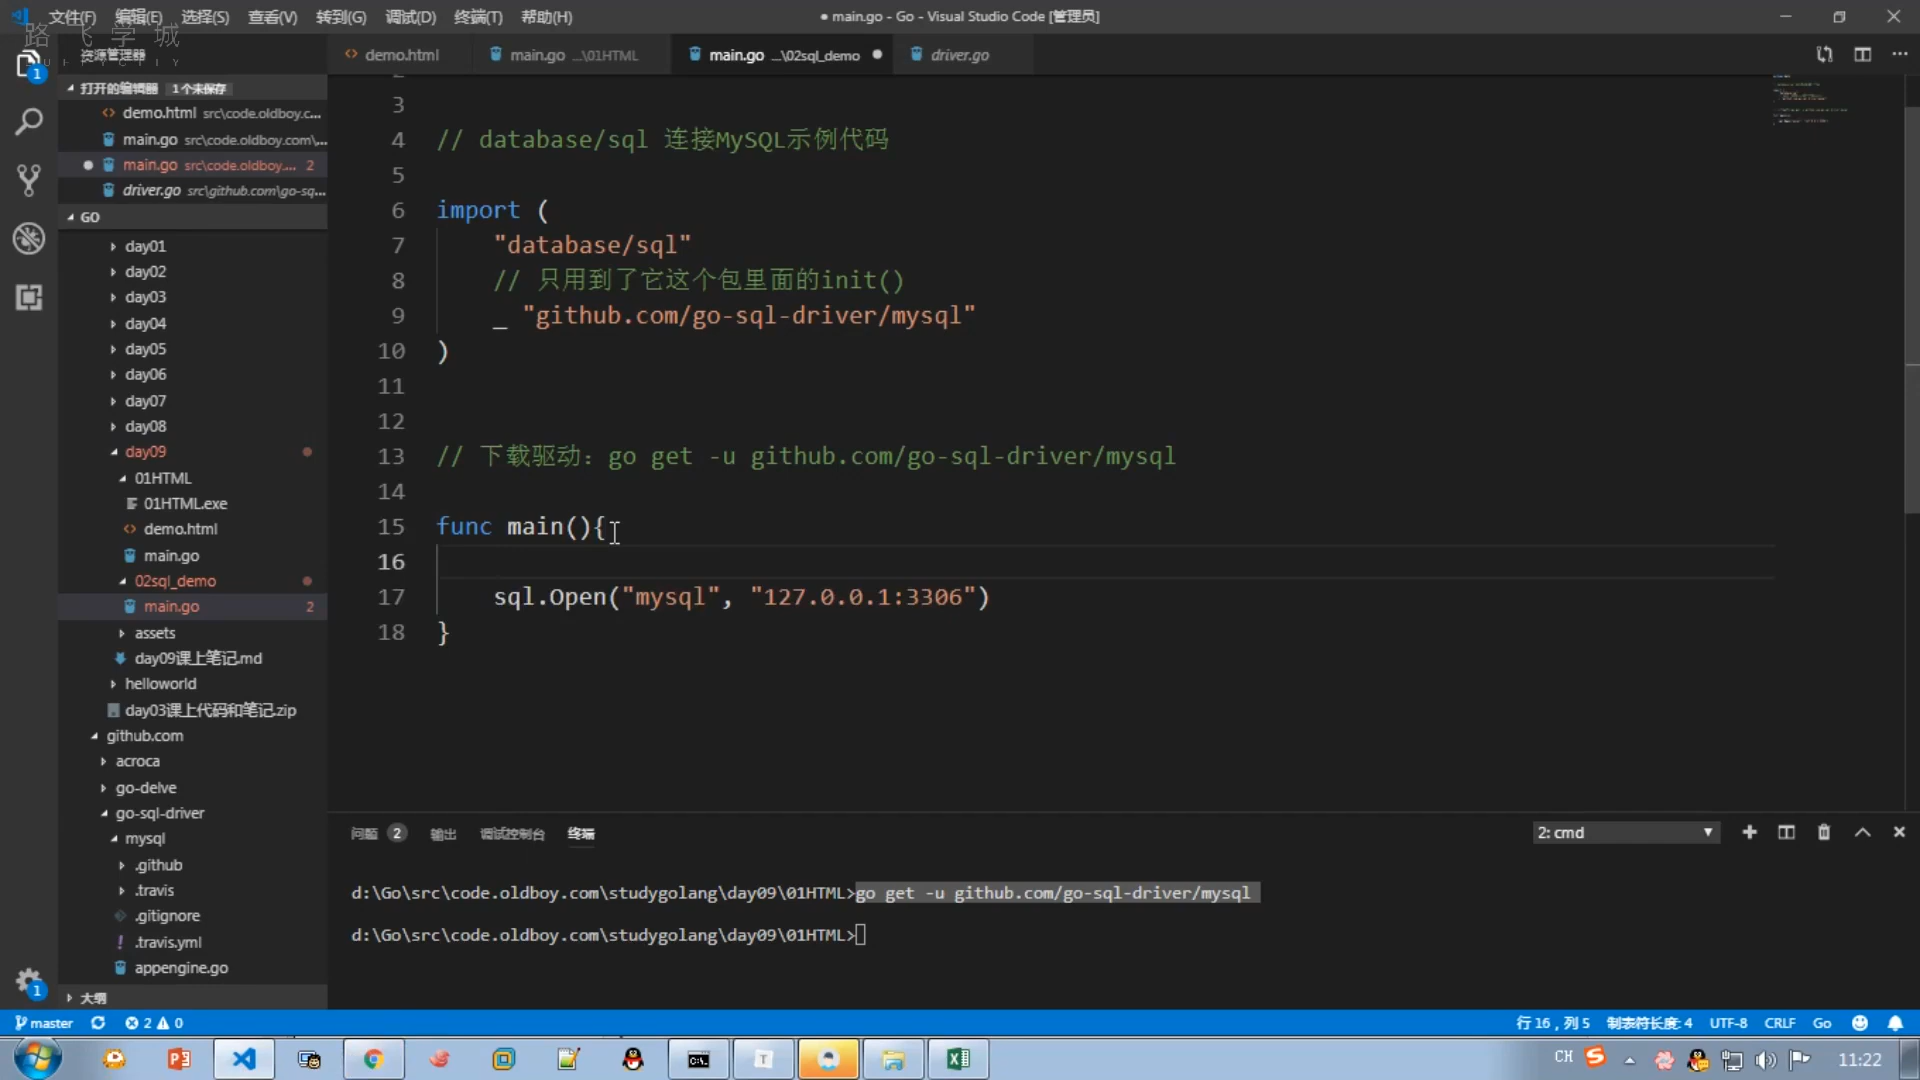 文件(F) 编辑(E) 选择(S) 查看(V) 转到(G) 调试(D) 终端(T) 帮助(H)
● main.go - Go - Visual Studio Code [管理员]
路飞学城
资源管理器
demo.html
main.go ...\01HTML
main.go ...\02sql_demo
driver.go
打开的编辑器 1个未保存
demo.html src\code.oldboy.c...
main.go src\code.oldboy.com\...
main.go src\code.oldboy.... 2
driver.go src\github.com\go-sq...
GO
day01
day02
day03
day04
day05
day06
day07
day08
day09
01HTML
01HTML.exe
demo.html
main.go
02sql_demo
main.go 2
assets
day09课上笔记.md
helloworld
day03课上代码和笔记.zip
github.com
acroca
go-delve
go-sql-driver
mysql
.github
.travis
.gitignore
.travis.yml
appengine.go
大纲
3
4 // database/sql 连接MySQL示例代码
5
6 import (
7 "database/sql"
8 // 只用到了它这个包里面的init()
9 _ "github.com/go-sql-driver/mysql"
10 )
11
12
13 // 下载驱动: go get -u github.com/go-sql-driver/mysql
14
15 func main(){
16
17 sql.Open("mysql", "127.0.0.1:3306")
18 }
问题 2 输出 调试控制台 终端
2: cmd
d:\Go\src\code.oldboy.com\studygolang\day09\01HTML>go get -u github.com/go-sql-driver/mysql
d:\Go\src\code.oldboy.com\studygolang\day09\01HTML>
master 2 0
行 16，列 5 制表符长度: 4 UTF-8 CRLF Go
CH
11:22